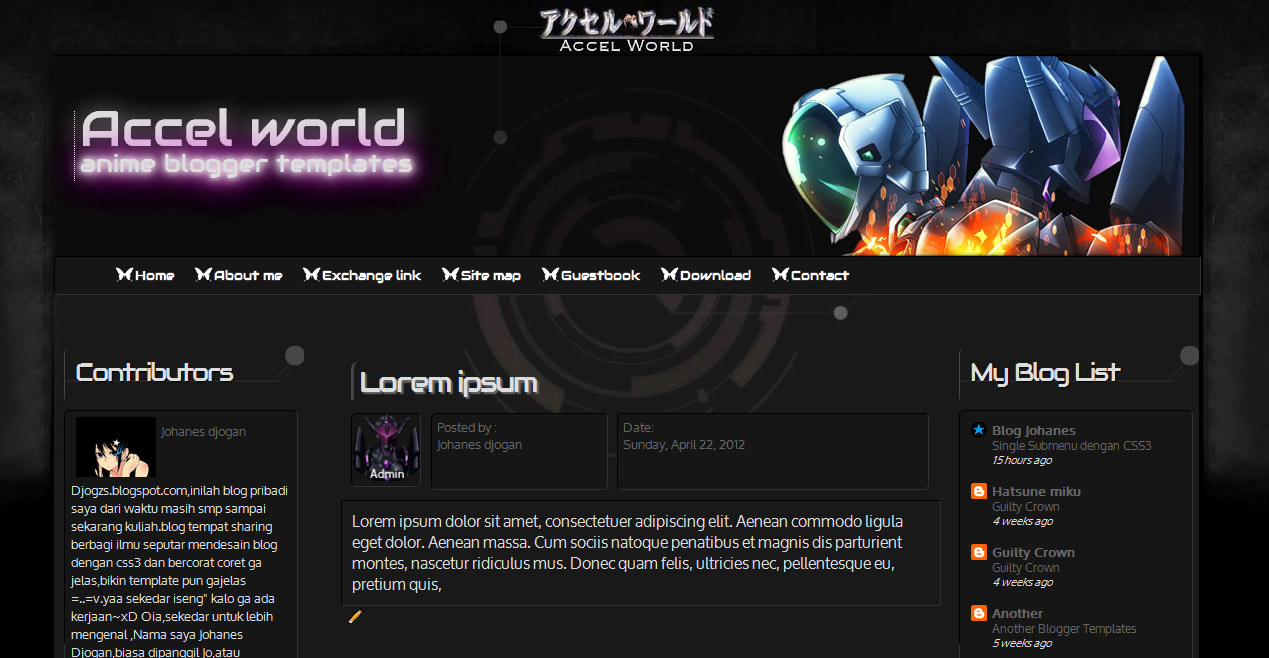 アクセル・ワールド
ACCEL WORLD
Accel world
anime blogger templates
Home About me Exchange link Site map Guestbook Download Contact
Contributors
Johanes djogan
Djogzs.blogspot.com,inilah blog pribadi
saya dari waktu masih smp sampai
sekarang kuliah.blog tempat sharing
berbagi ilmu seputar mendesain blog
dengan css3 dan bercorat coret ga
jelas,bikin template pun gajelas
=..=v.yaa sekedar iseng" kalo ga ada
kerjaan~xD Oia,sekedar untuk lebih
mengenal ,Nama saya Johanes
Djogan,biasa dipanggil Jo,atau
Lorem ipsum
Admin
Posted by :
Johanes djogan
Date:
Sunday, April 22, 2012
Lorem ipsum dolor sit amet, consectetuer adipiscing elit. Aenean commodo ligula
eget dolor. Aenean massa. Cum sociis natoque penatibus et magnis dis parturient
montes, nascetur ridiculus mus. Donec quam felis, ultricies nec, pellentesque eu,
pretium quis,
My Blog List
Blog Johanes
Single Submenu dengan CSS3
15 hours ago
Hatsune miku
Guilty Crown
4 weeks ago
Guilty Crown
Guilty Crown
4 weeks ago
Another
Another Blogger Templates
5 weeks ago